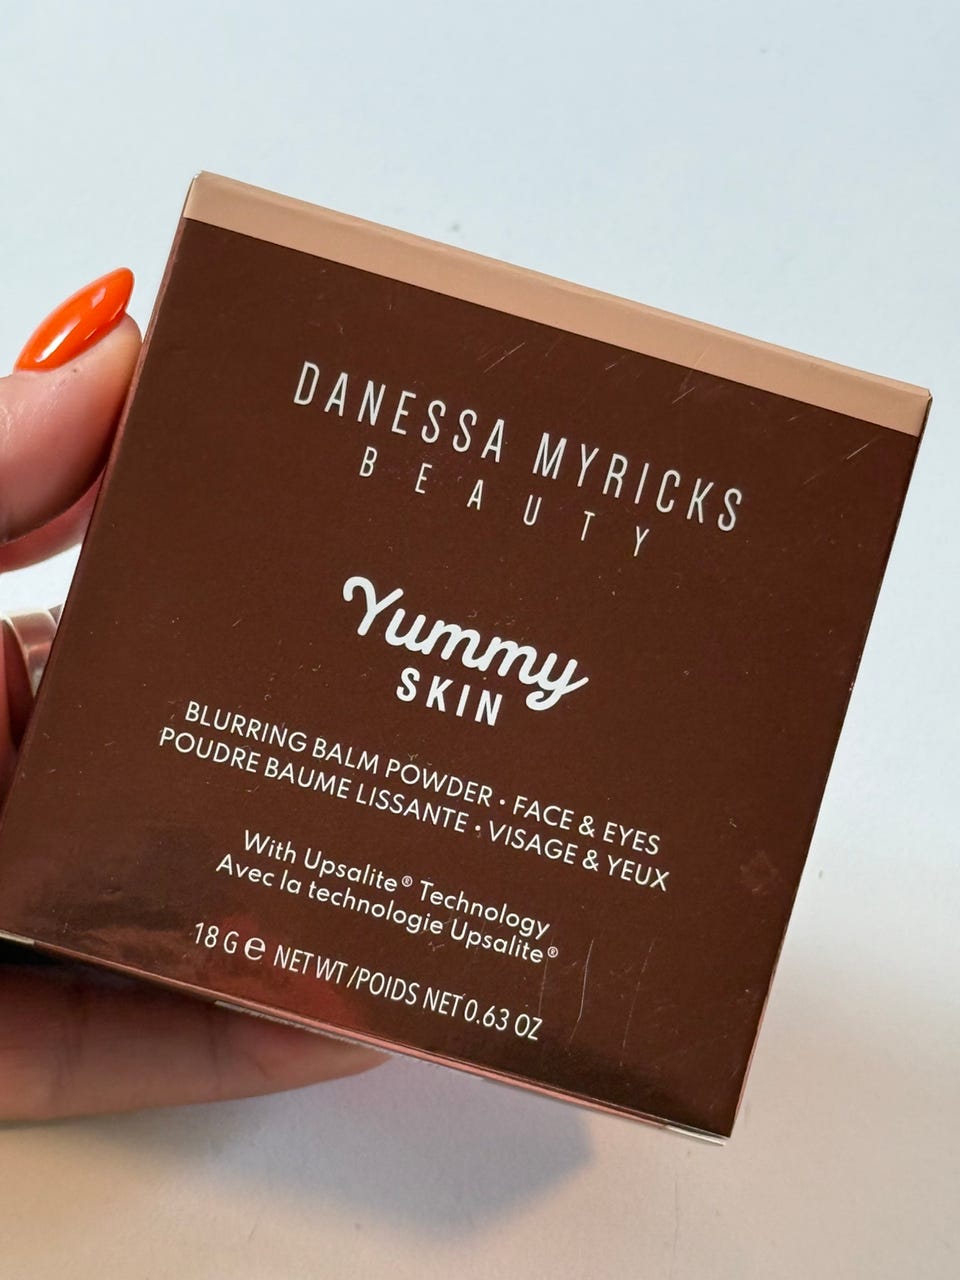 DANESSA MYRICKS
BEAUTY
Yummy
SKIN
BLURRING BALM POWDER • FACE & EYES
POUDRE BAUME LISSANTE • VISAGE & YEUX
With Upsalite® Technology
Avec la technologie Upsalite®
18 G ℮ NET WT/POIDS NET 0.63 OZ